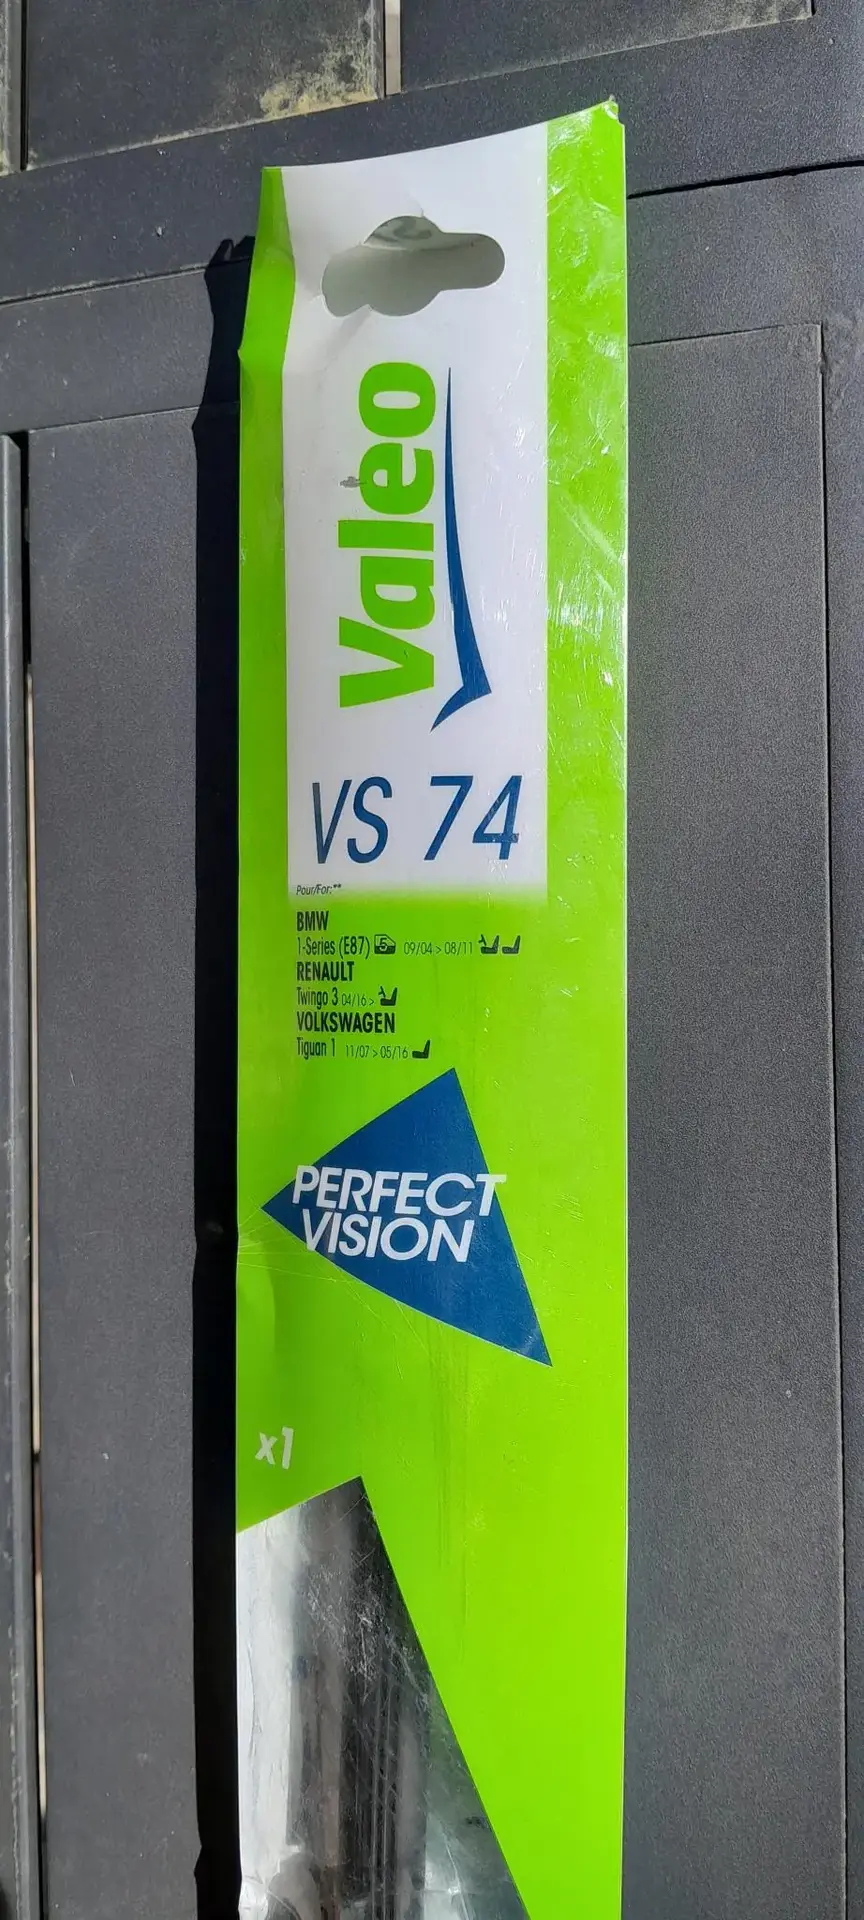 Valeo
VS 74
Pour/For:**
BMW
1-Series (E87) 5 09/04 > 08/11
RENAULT
Twingo 3 04/16 >
VOLKSWAGEN
Tiguan 1 11/07 > 05/16
PERFECT
VISION
x1